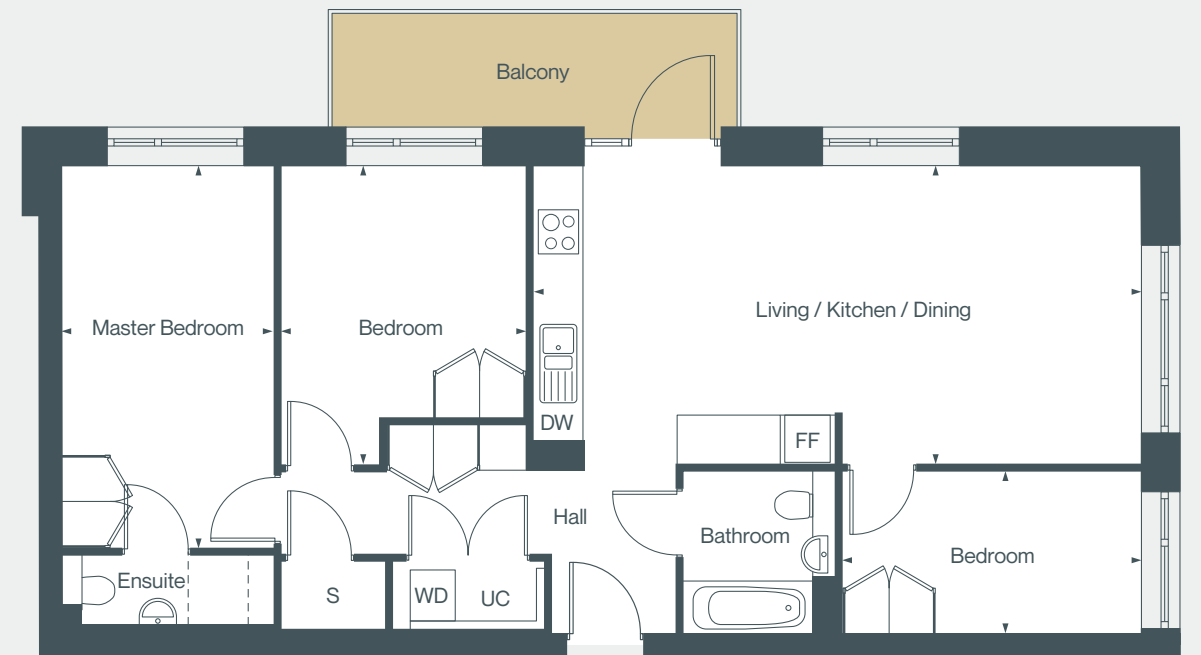 Balcony
Master Bedroom
Bedroom
Living / Kitchen / Dining
DW
FF
Hall
Bathroom
Bedroom
Ensuite
S
WD
UC